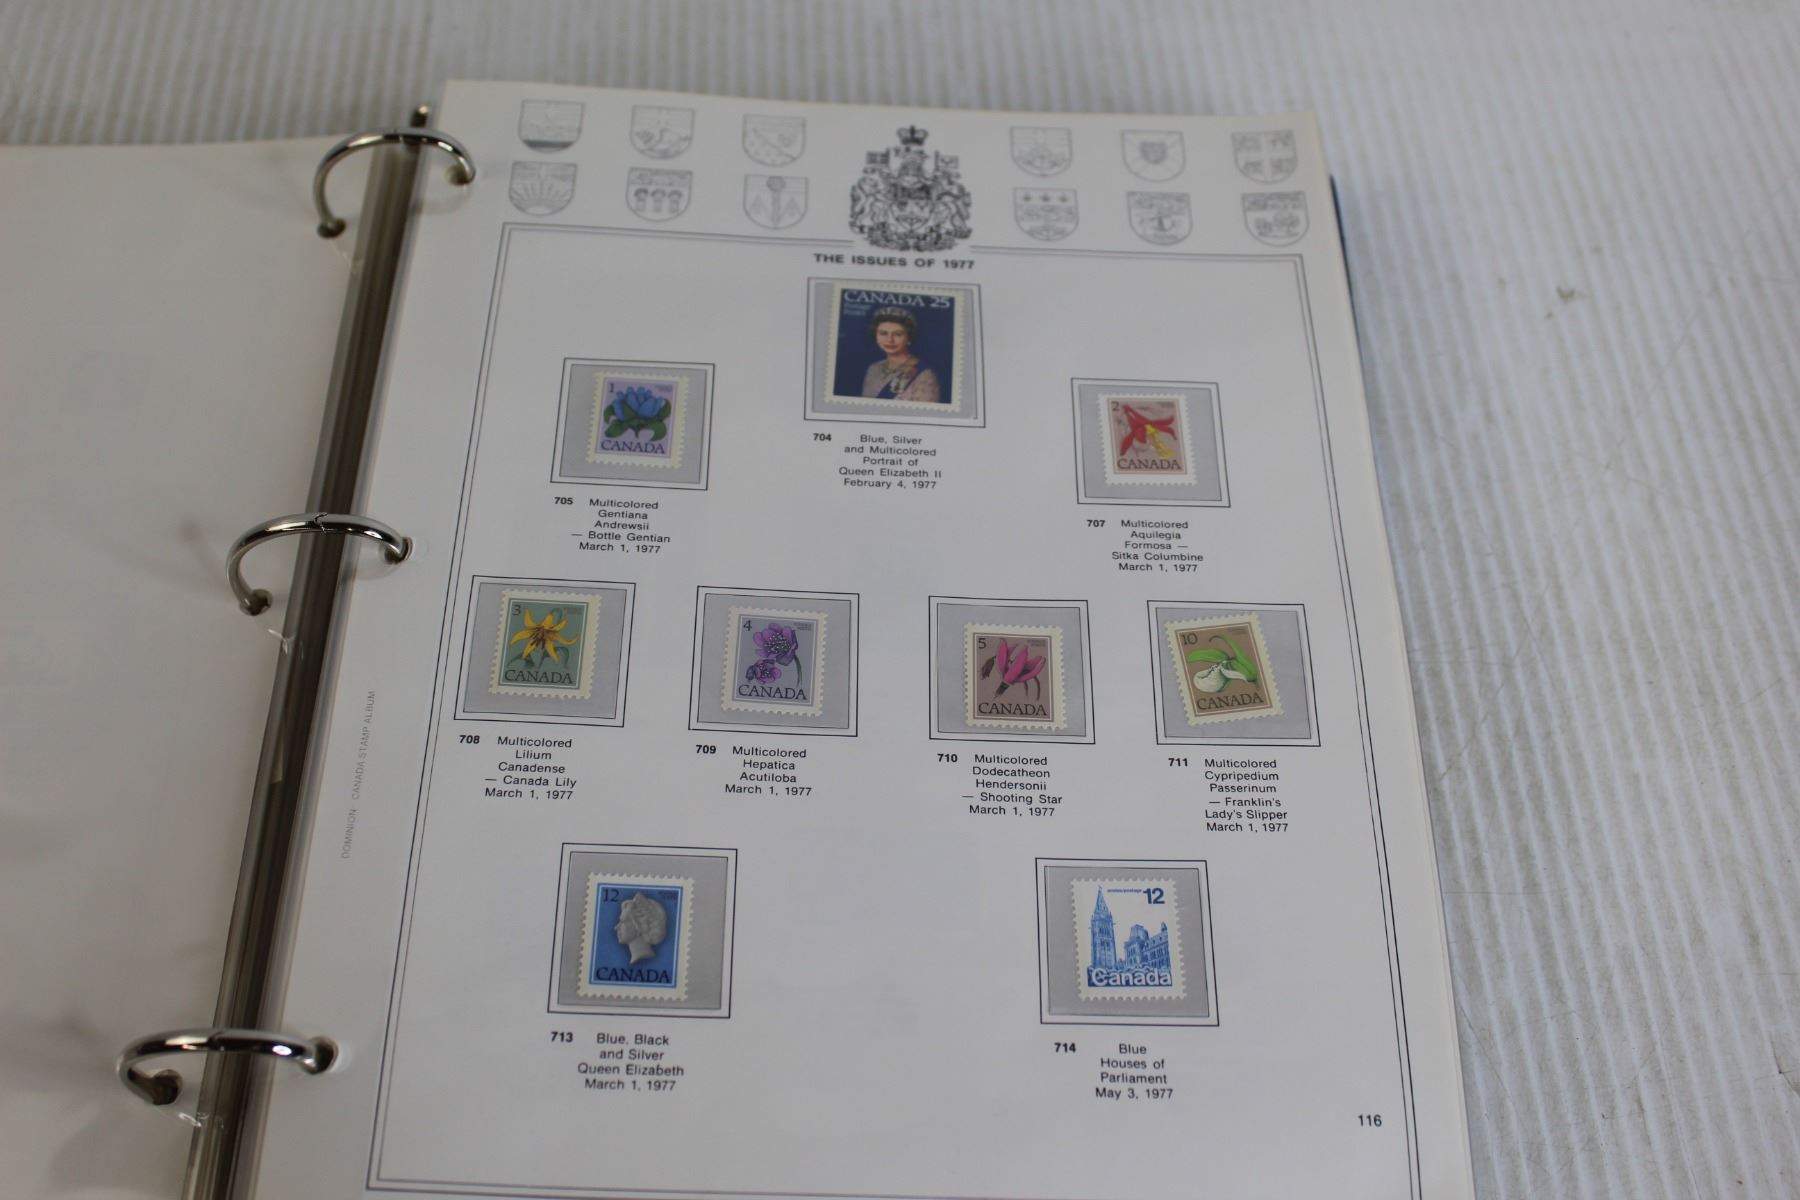 THE ISSUES OF 1977
CANADA 25
704 Blue, Silver
and Multicolored
Portrait of
Queen Elizabeth II
February 4, 1977
1
CANADA
705 Multicolored
Gentiana
Andrewsii
— Bottle Gentian
March 1, 1977
2
CANADA
707 Multicolored
Aquilegia
Formosa —
Sitka Columbine
March 1, 1977
3
CANADA
708 Multicolored
Lilium
Canadense
— Canada Lily
March 1, 1977
4
CANADA
709 Multicolored
Hepatica
Acutiloba
March 1, 1977
5
CANADA
710 Multicolored
Dodecatheon
Hendersonii
— Shooting Star
March 1, 1977
10
CANADA
711 Multicolored
Cypripedium
Passerinum
— Franklin's
Lady's Slipper
March 1, 1977
12
CANADA
713 Blue, Black
and Silver
Queen Elizabeth
March 1, 1977
postes/postage 12
Canada
714 Blue
Houses of
Parliament
May 3, 1977
116
DOMINION CANADA STAMP ALBUM